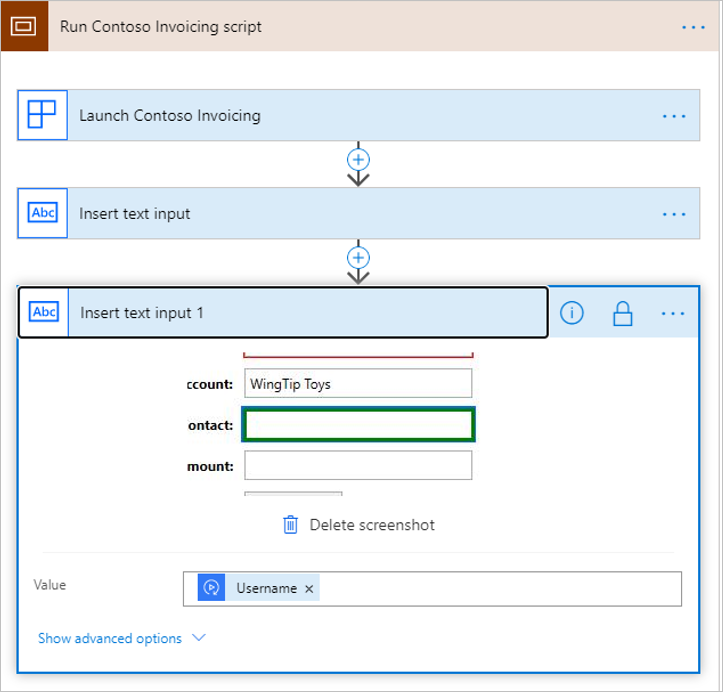 Run Contoso Invoicing script
Launch Contoso Invoicing
Abc Insert text input
Abc Insert text input 1
ccount: WingTip Toys
ontact:
mount:
Delete screenshot
Value Username
Show advanced options